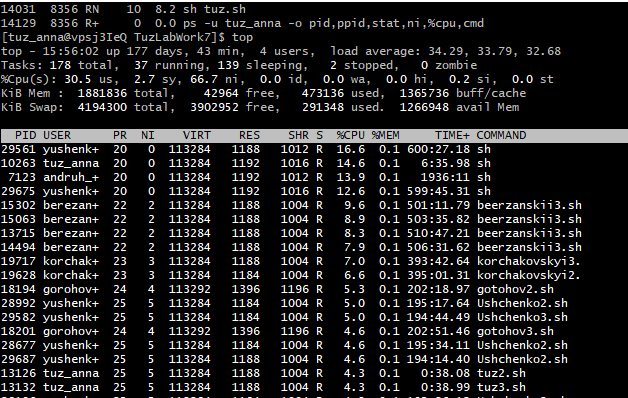 14031  8356 RN    10  8.2 sh tuz.sh
14129  8356 R+     0  0.0 ps -u tuz_anna -o pid,ppid,stat,ni,%cpu,cmd
[tuz_anna@vpsj3IeQ TuzLabWork7]$ top
top - 15:56:02 up 177 days, 43 min,  4 users,  load average: 34.29, 33.79, 32.68
Tasks: 178 total,  37 running, 139 sleeping,   2 stopped,   0 zombie
%Cpu(s): 30.5 us,  2.7 sy, 66.7 ni,  0.0 id,  0.0 wa,  0.0 hi,  0.2 si,  0.0 st
KiB Mem :  1881836 total,    42964 free,   473136 used,  1365736 buff/cache
KiB Swap:  4194300 total,  3902952 free,   291348 used.  1266948 avail Mem
PID USER      PR  NI    VIRT    RES    SHR S  %CPU %MEM     TIME+ COMMAND
29561 yushenk+  20   0  113284   1188   1012 R  16.6  0.1 600:27.18 sh
10263 tuz_anna  20   0  113284   1192   1016 R  14.6  0.1   6:35.98 sh
7123 andruh_+  20   0  113284   1192   1012 R  13.9  0.1   1936:11 sh
29675 yushenk+  20   0  113284   1192   1016 R  12.6  0.1 599:45.31 sh
15302 berezan+  22   2  113284   1188   1004 R   9.6  0.1 501:11.79 beerzanskii3.sh
15063 berezan+  22   2  113284   1188   1004 R   8.9  0.1 503:35.82 beerzanskii3.sh
13715 berezan+  22   2  113284   1188   1004 R   8.3  0.1 510:47.21 beerzanskii3.sh
14494 berezan+  22   2  113284   1188   1004 R   7.9  0.1 506:31.62 beerzanskii3.sh
19717 korchak+  23   3  113284   1188   1004 R   7.0  0.1 393:42.64 korchakovskyi3.
19628 korchak+  23   3  113284   1184   1004 R   6.6  0.1 395:01.31 korchakovskyi2.
18194 gorohov+  24   4  113292   1396   1196 R   5.3  0.1 202:18.97 gotohov2.sh
28992 yushenk+  25   5  113284   1184   1004 R   5.0  0.1 195:17.64 Ushchenko2.sh
29582 yushenk+  25   5  113284   1184   1004 R   4.6  0.1 194:44.49 Ushchenko3.sh
18201 gorohov+  24   4  113292   1396   1196 R   4.6  0.1 202:51.46 gotohov3.sh
28677 yushenk+  25   5  113284   1188   1004 R   4.6  0.1 195:34.11 Ushchenko2.sh
29687 yushenk+  25   5  113284   1188   1004 R   4.6  0.1 194:14.40 Ushchenko2.sh
13126 tuz_anna  25   5  113284   1188   1004 R   4.3  0.1   0:38.08 tuz2.sh
13132 tuz_anna  25   5  113284   1184   1004 R   4.3  0.1   0:38.99 tuz3.sh